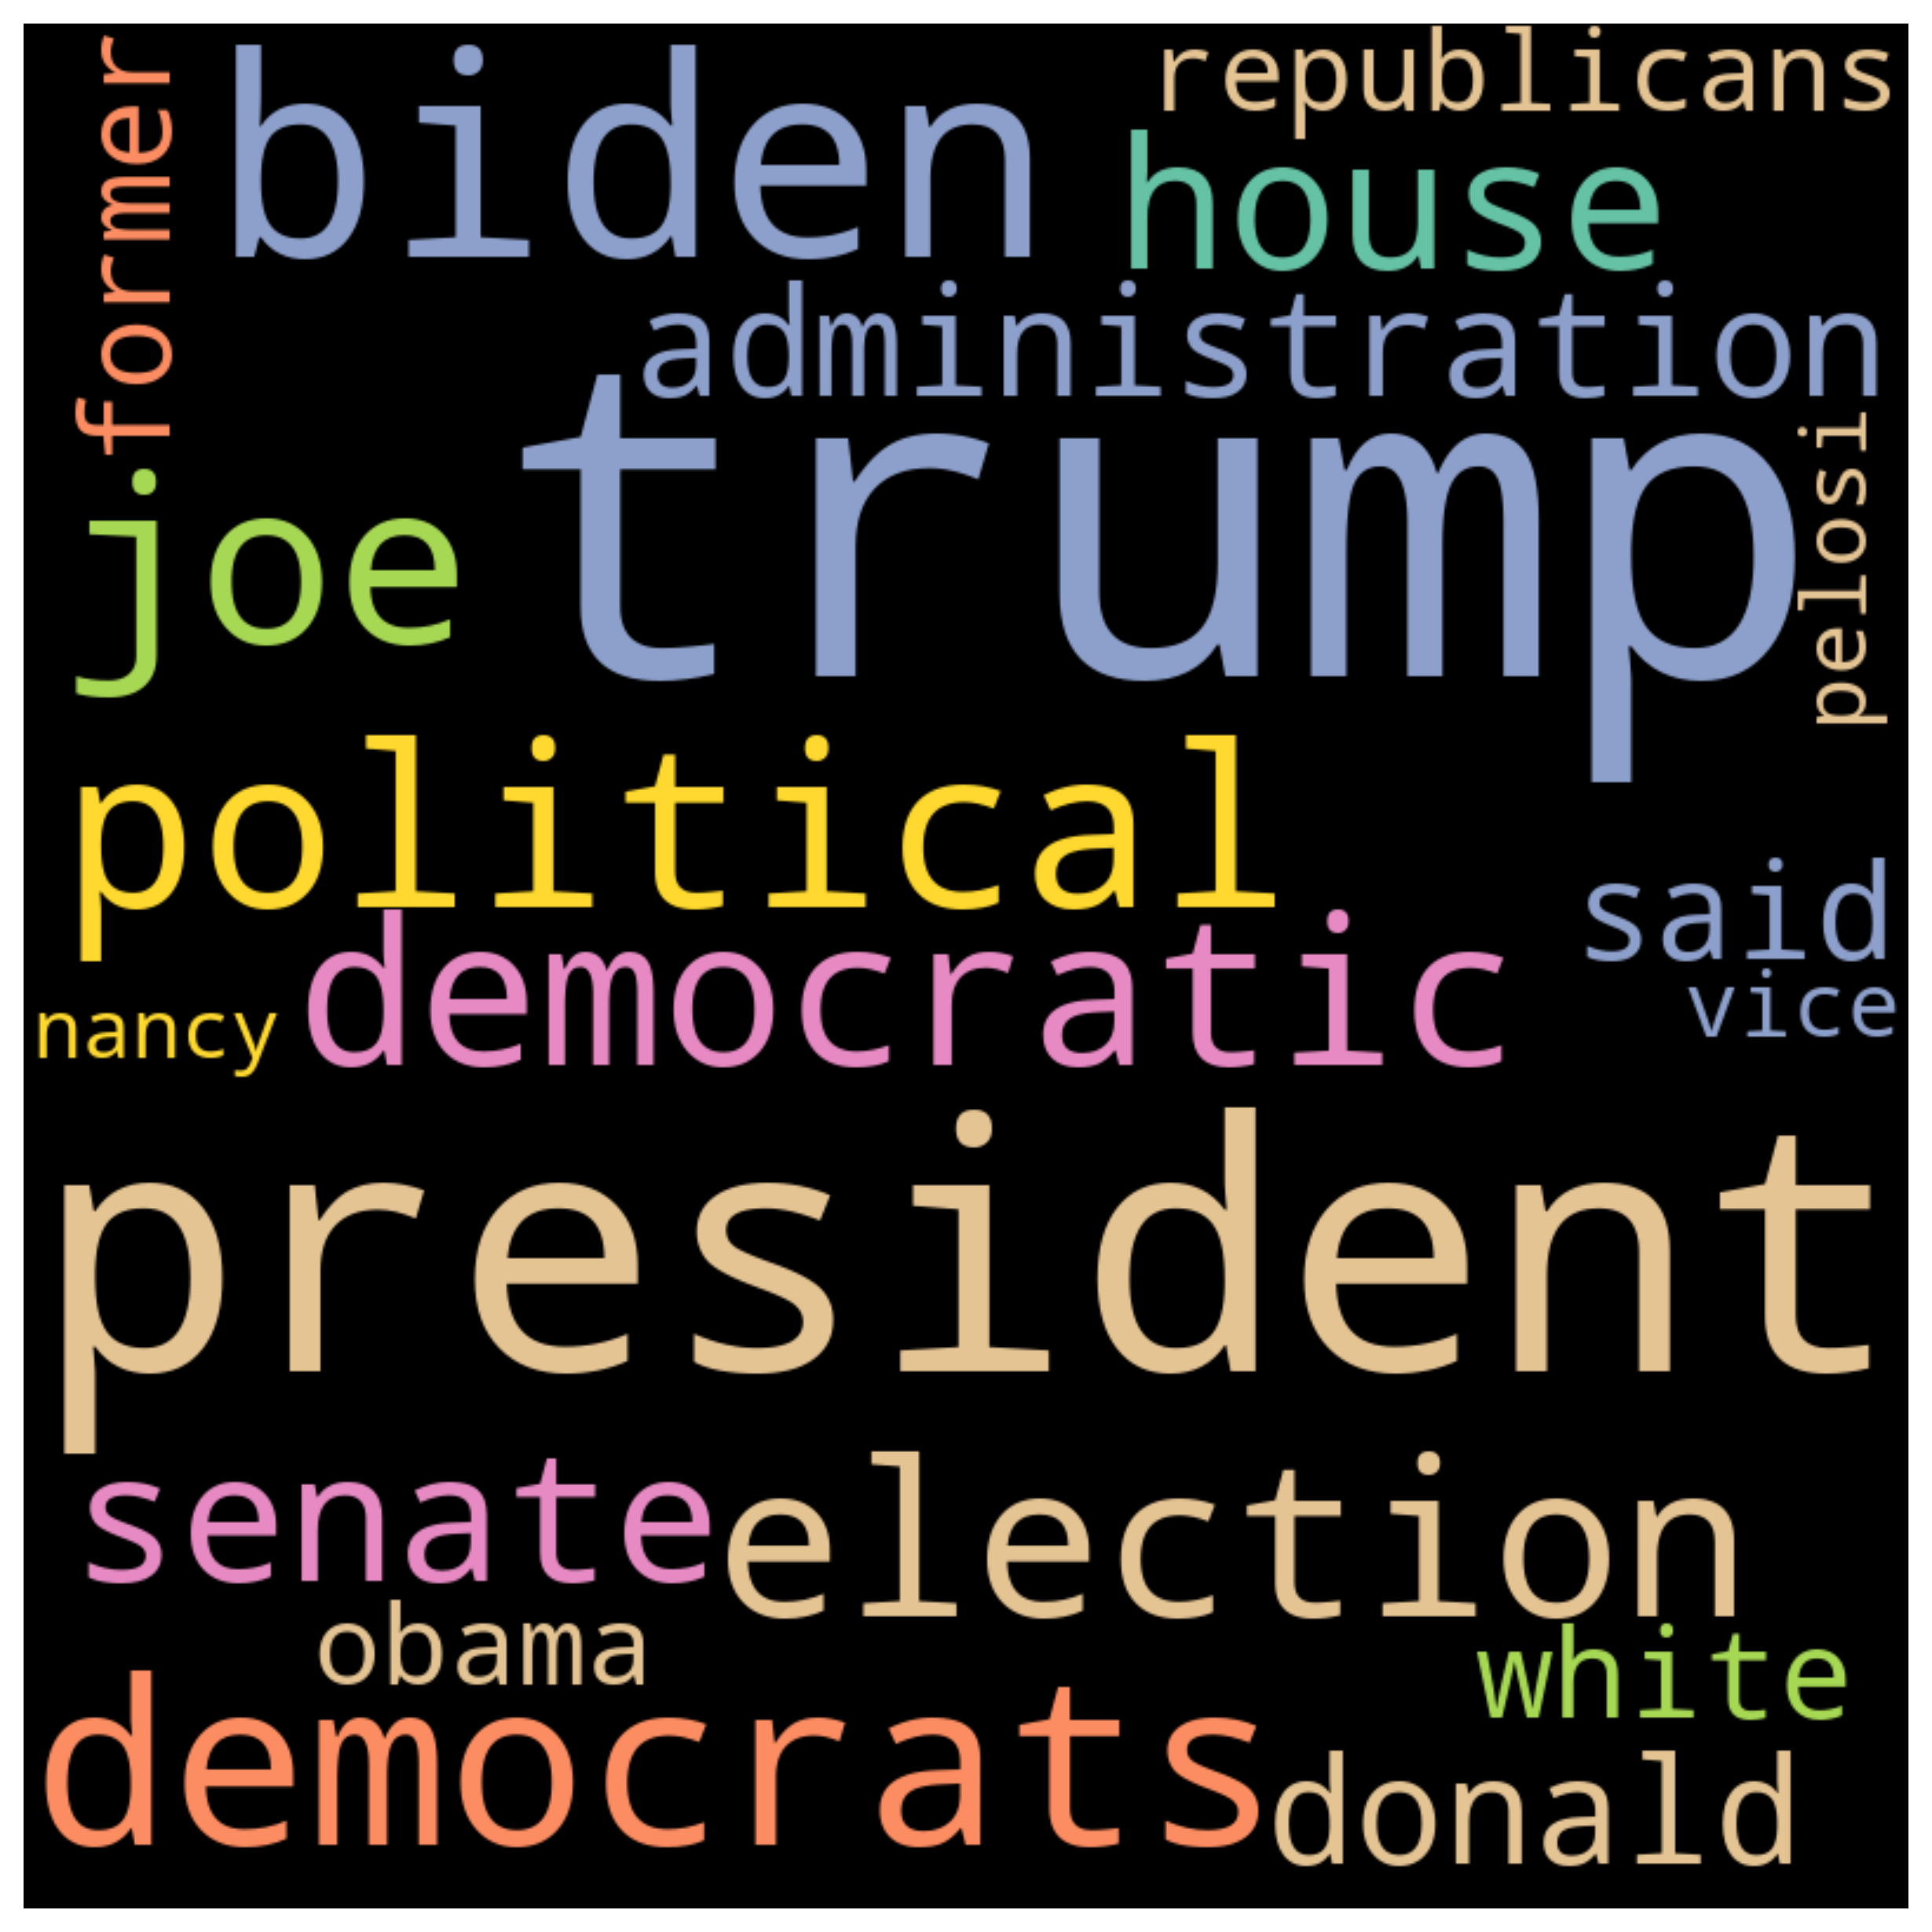 former
biden
republicans
house
administration
trump
joe
pelosi
political
said
democratic
vice
nancy
president
senate
election
obama
white
democrats
donald